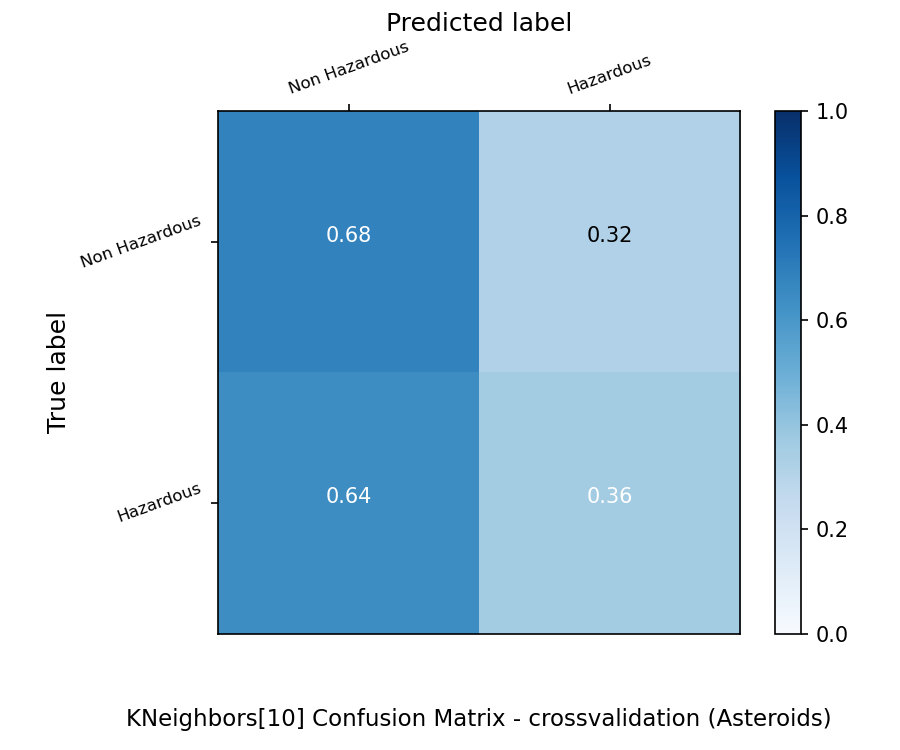 Predicted label
Non Hazardous
Hazardous
Non Hazardous
Hazardous
True label
0.68
0.32
0.64
0.36
1.0
0.8
0.6
0.4
0.2
0.0
KNeighbors[10] Confusion Matrix - crossvalidation (Asteroids)